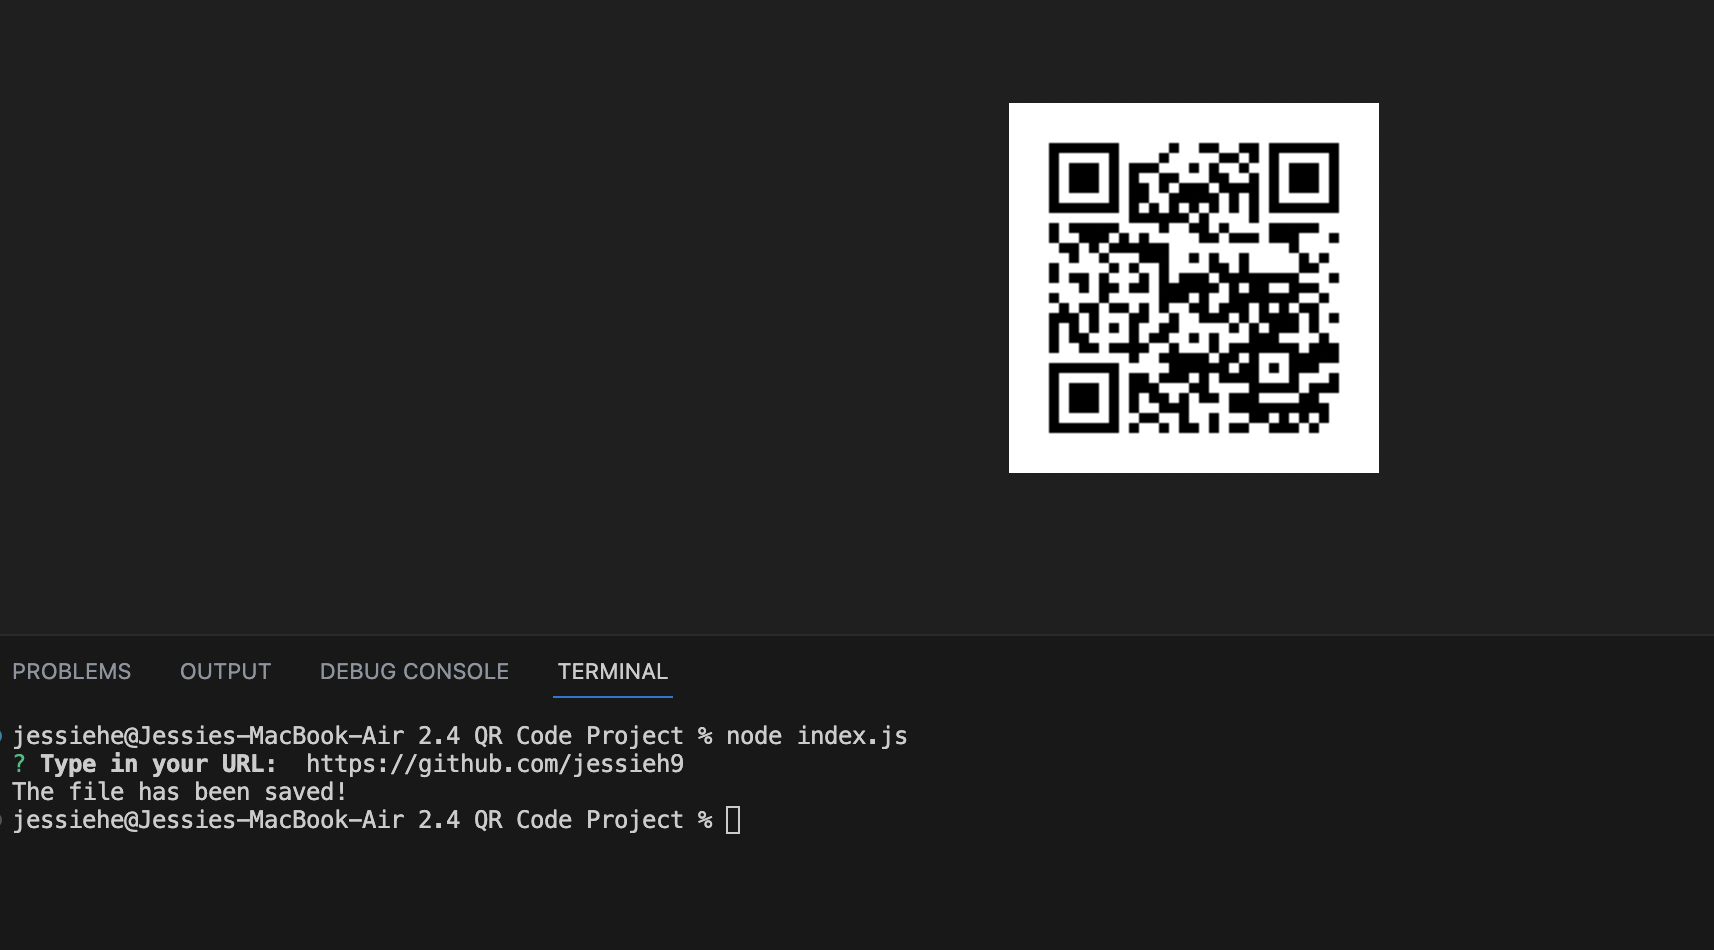 PROBLEMS OUTPUT DEBUG CONSOLE TERMINAL
jessiehe@Jessies-MacBook-Air 2.4 QR Code Project % node index.js
? Type in your URL:  https://github.com/jessieh9
The file has been saved!
jessiehe@Jessies-MacBook-Air 2.4 QR Code Project %